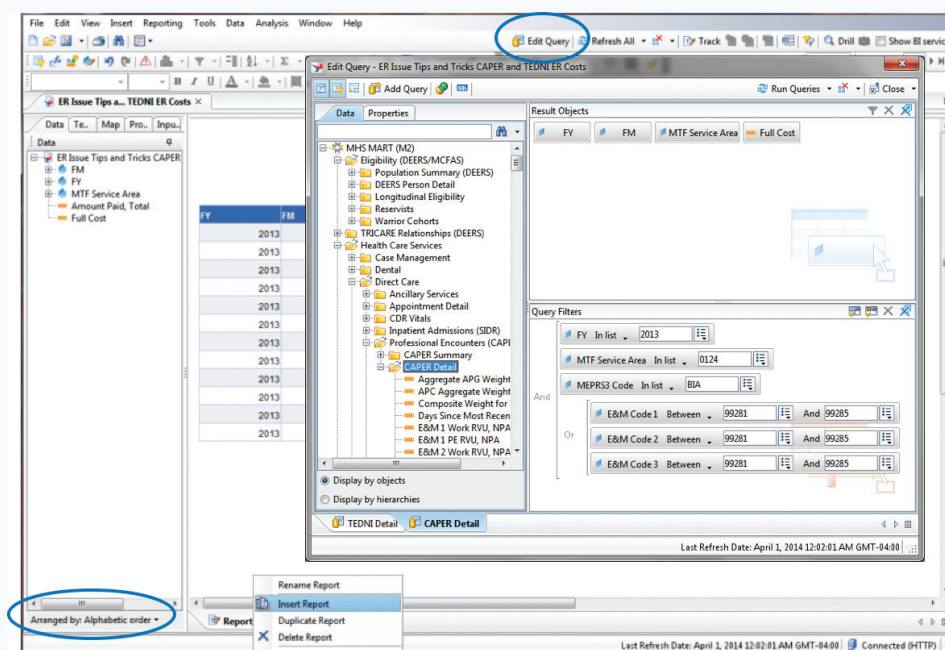 File Edit View Insert Reporting Tools Data Analysis Window Help
Edit Query Refresh All Track Drill Show BI servic
B I U A
ER Issue Tips a... TEDNI ER Costs ×
Data Te.. Map Pro.. Inpu..
Data
ER Issue Tips and Tricks CAPER
FM
FY
MTF Service Area
Amount Paid, Total
Full Cost
FY FM
2013
2013
2013
2013
2013
2013
2013
2013
2013
2013
2013
2013
Edit Query - ER Issue Tips and Tricks CAPER and TEDNI ER Costs
Add Query Run Queries Close
Data Properties
MHS MART (M2)
Eligibility (DEERS/MCFAS)
Population Summary (DEERS)
DEERS Person Detail
Longitudinal Eligibility
Reservists
Warrior Cohorts
TRICARE Relationships (DEERS)
Health Care Services
Case Management
Dental
Direct Care
Ancillary Services
Appointment Detail
CDR Vitals
Inpatient Admissions (SIDR)
Professional Encounters (CAPE
CAPER Summary
CAPER Detail
Aggregate APG Weight
APC Aggregate Weight
Composite Weight for
Days Since Most Recen
E&M 1 Work RVU, NPA
E&M 1 PE RVU, NPA
E&M 2 Work RVU, NPA
Display by objects
Display by hierarchies
Result Objects
FY FM MTF Service Area Full Cost
Query Filters
FY In list 2013
MTF Service Area In list 0124
MEPRS3 Code In list BIA
And
E&M Code 1 Between 99281 And 99285
Or E&M Code 2 Between 99281 And 99285
E&M Code 3 Between 99281 And 99285
TEDNI Detail CAPER Detail
Last Refresh Date: April 1, 2014 12:02:01 AM GMT-04:00
Rename Report
Insert Report
Duplicate Report
Delete Report
Arranged by: Alphabetic order
Report
Last Refresh Date: April 1, 2014 12:02:01 AM GMT-04:00 Connected (HTTP)